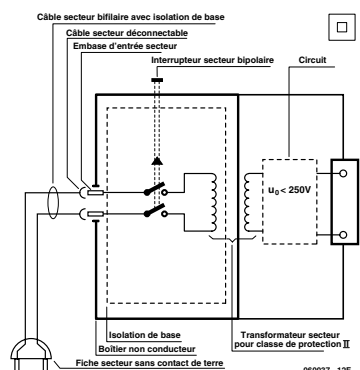 Câble secteur bifilaire avec isolation de base
Câble secteur déconnectable
Embase d'entrée secteur
Interrupteur secteur bipolaire
Circuit
u0 < 250V
Isolation de base
Boîtier non conducteur
Fiche secteur sans contact de terre
Transformateur secteur
pour classe de protection II